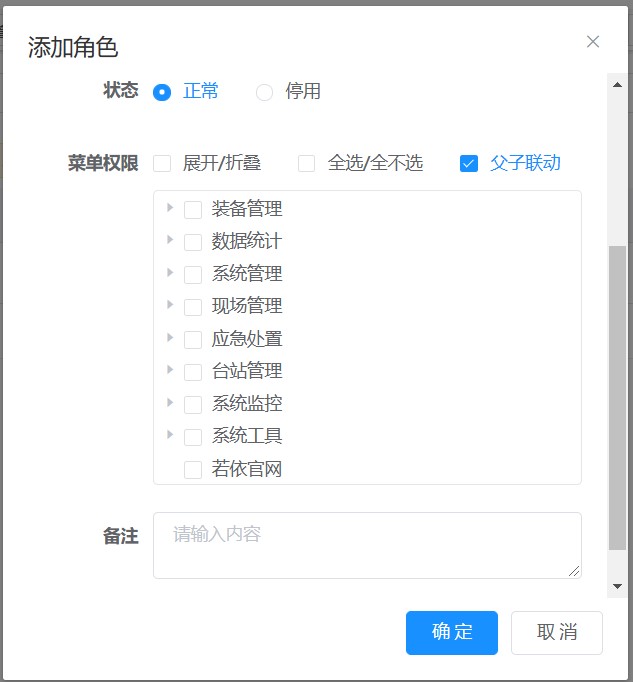 添加角色
状态 正常 停用
菜单权限 展开/折叠 全选/全不选 父子联动
装备管理
数据统计
系统管理
现场管理
应急处置
台站管理
系统监控
系统工具
若依官网
备注 请输入内容
确定 取消